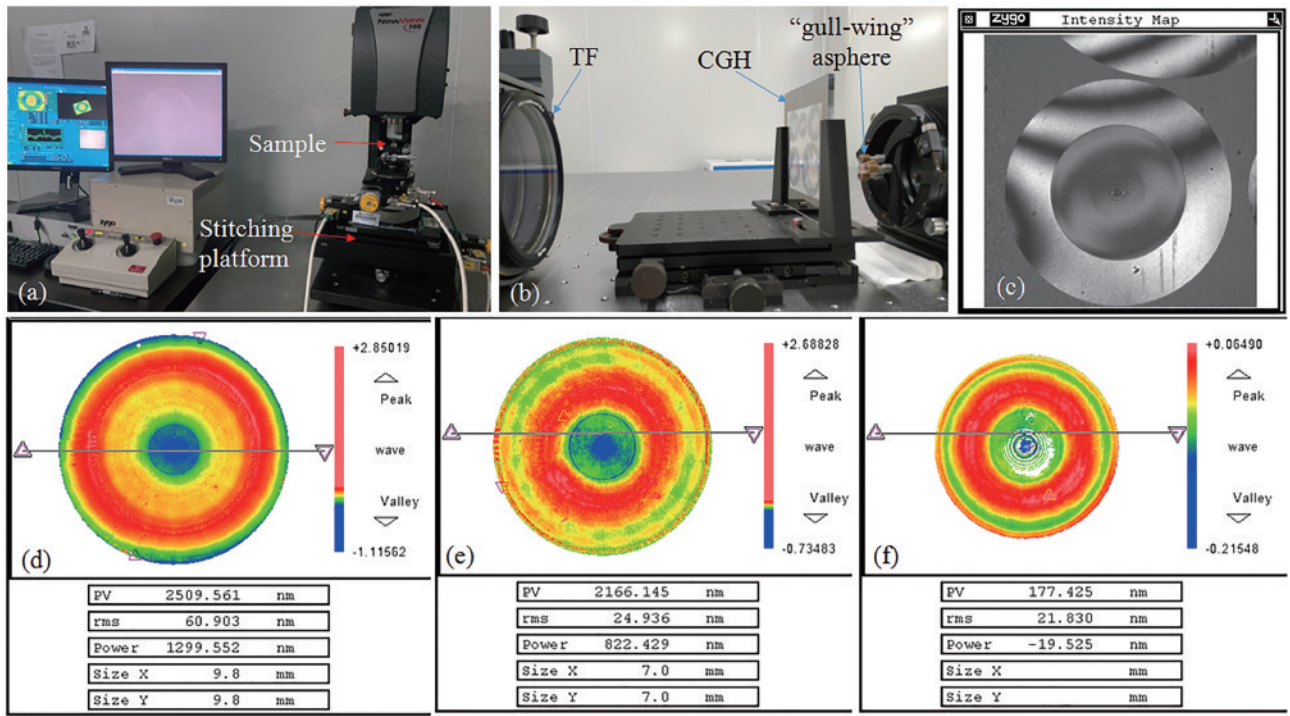 zygo
NewView
700
Sample
Stitching
platform
zygo
(a)
TF
CGH
“gull-wing”
asphere
(b)
zygo Intensity Map
(c)
+2.85019
Peak
wave
Valley
-1.11562
(d)
PV 2509.561 nm
rms 60.903 nm
Power 1299.552 nm
Size X 9.8 mm
Size Y 9.8 mm
+2.68828
Peak
wave
Valley
-0.73483
(e)
PV 2166.145 nm
rms 24.936 nm
Power 822.429 nm
Size X 7.0 mm
Size Y 7.0 mm
+0.06490
Peak
wave
Valley
-0.21548
(f)
PV 177.425 nm
rms 21.830 nm
Power -19.525 nm
Size X mm
Size Y mm